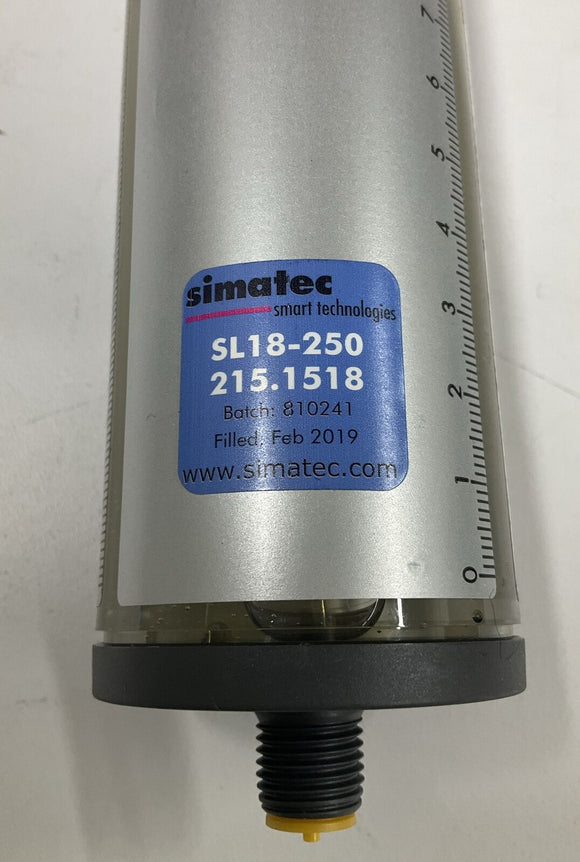 7
6
5
4
3
2
1
0
simatec
smart technologies
SL18-250
215.1518
Batch: 810241
Filled, Feb 2019
www.simatec.com